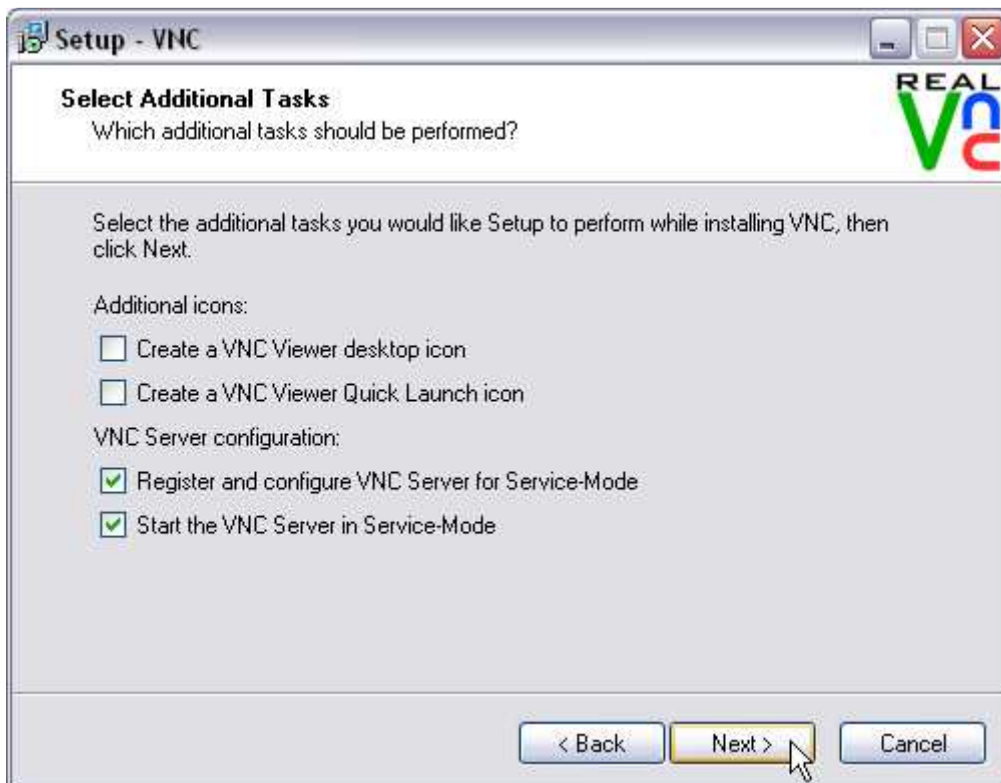 Setup - VNC
REAL
Vnc
Select Additional Tasks
Which additional tasks should be performed?
Select the additional tasks you would like Setup to perform while installing VNC, then
click Next.
Additional icons:
Create a VNC Viewer desktop icon
Create a VNC Viewer Quick Launch icon
VNC Server configuration:
Register and configure VNC Server for Service-Mode
Start the VNC Server in Service-Mode
< Back
Next >
Cancel